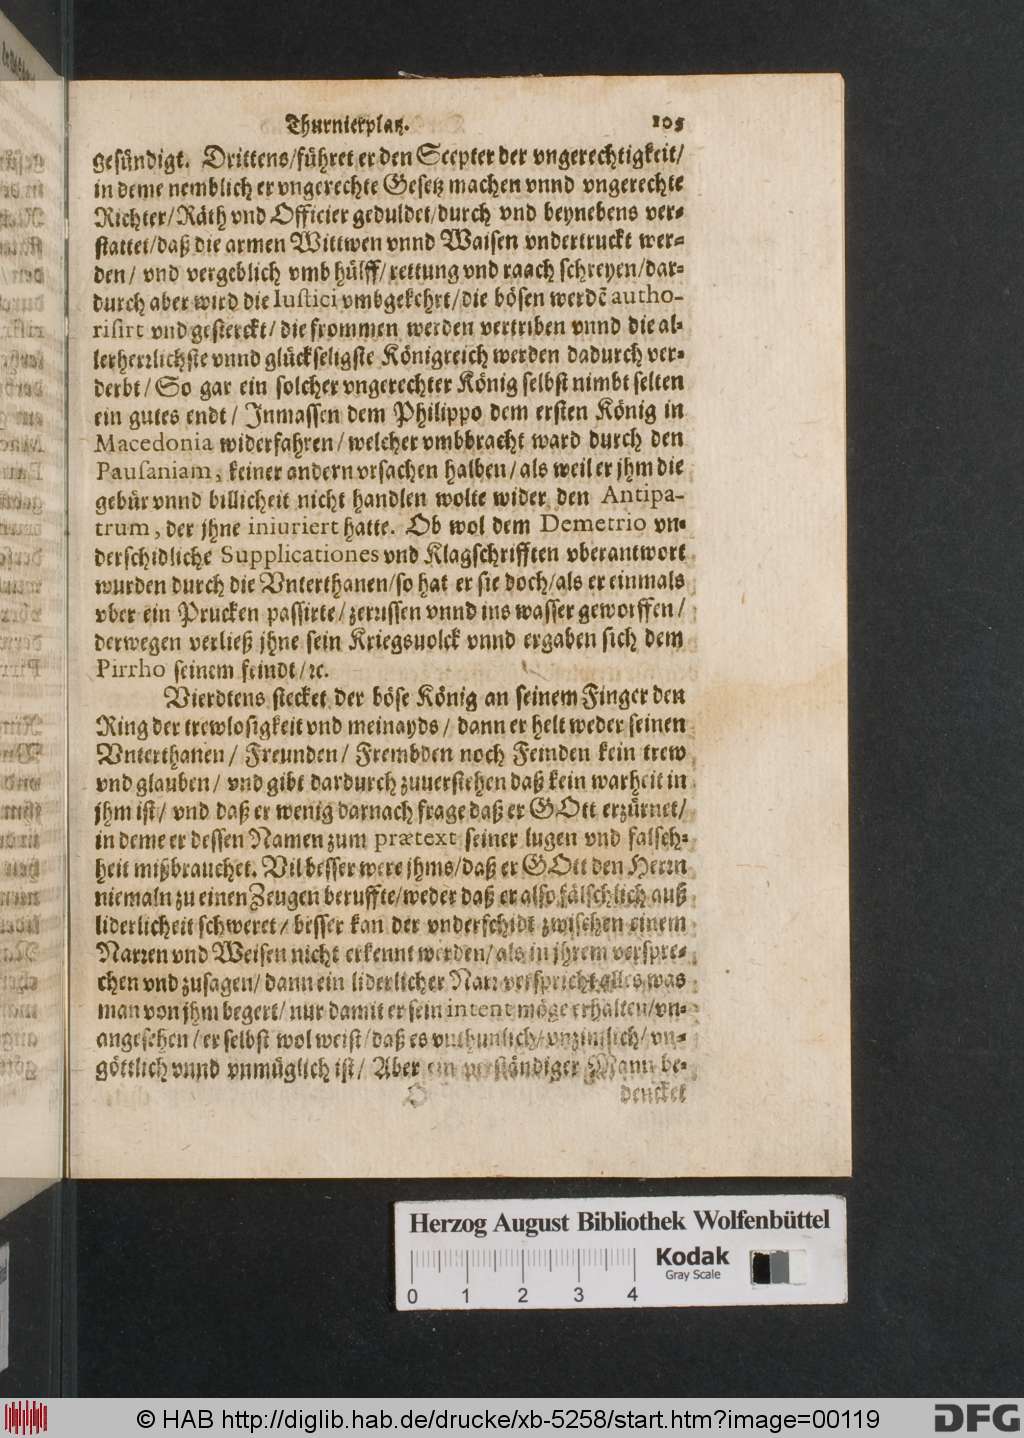 Thurnierplatz. 105
gesündigt. Drittens/führet er den Scepter der vngerechtigkeit/
in deme nemblich er vngerechte Gesetz machen vnnd vngerechte
Richter/Räth vnd Officier geduldet/durch vnd beynebens ver-
stattet/daß die armen Wittwen vnnd Waisen vndertruckt wer-
den/ vnd vergeblich vmb hülff/rettung vnd raach schreyen/dar-
durch aber wird die Iustici vmbgekehrt/die bösen werdē autho-
risirt vnd gesterckt/ die frommen werden vertriben vnnd die al-
lerherrlichste vnnd glückseligste Königreich werden dadurch ver-
derbt/ So gar ein solcher vngerechter König selbst nimbt selten
ein gutes endt/ Inmassen dem Philippo dem ersten König in
Macedonia widerfahren/welcher vmbbracht ward durch den
Pausaniam, keiner andern vrsachen halben/als weil er jhm die
gebür vnnd billicheit nicht handlen wolte wider den Antipa-
trum, der jhne iniuriert hatte. Ob wol dem Demetrio vn-
derschidliche Supplicationes vnd Klagschrifften vberantwort
wurden durch die Vnterthanen/so hat er sie doch/als er einmals
vber ein Prucken passirte/zerrissen vnnd ins wasser geworffen/
derwegen verließ jhne sein Kriegsuolck vnnd ergaben sich dem
Pirrho seinem feindt/ꝛc.
Vierdtens stecket der böse König an seinem Finger den
Ring der trewlosigkeit vnd meinayds/ dann er helt weder seinen
Vnterthanen/ Freunden/ Frembden noch Feinden kein trew
vnd glauben/ vnd gibt dardurch zuuerstehen daß kein warheit in
jhm ist/ vnd daß er wenig darnach frage daß er GOtt erzürnet/
in deme er dessen Namen zum prætext seiner lugen vnd falsch-
heit mißbrauchet. Vil besser were jhms/daß er GOtt den Herrn
niemaln zu einen Zeugen beruffte/weder daß er also fälschlich auß
liderlicheit schweret/ besser kan der vnderschidt zwischen einem
Narren vnd Weisen nicht erkennt werden/als in jhrem verspre-
chen vnd zusagen/ dann ein liderlicher Narr verspricht alles was
man von jhm begert/ nur damit er sein intent möge erhalten/vn-
angesehen/er selbst wol weist/daß es vnthunlich/vnzimlich/vn-
göttlich vnnd vnmüglich ist/ Aber ein verständiger Mann be-
O dencket
Herzog August Bibliothek Wolfenbüttel
Kodak
Gray Scale
0 1 2 3 4
© HAB http://diglib.hab.de/drucke/xb-5258/start.htm?image=00119
DFG